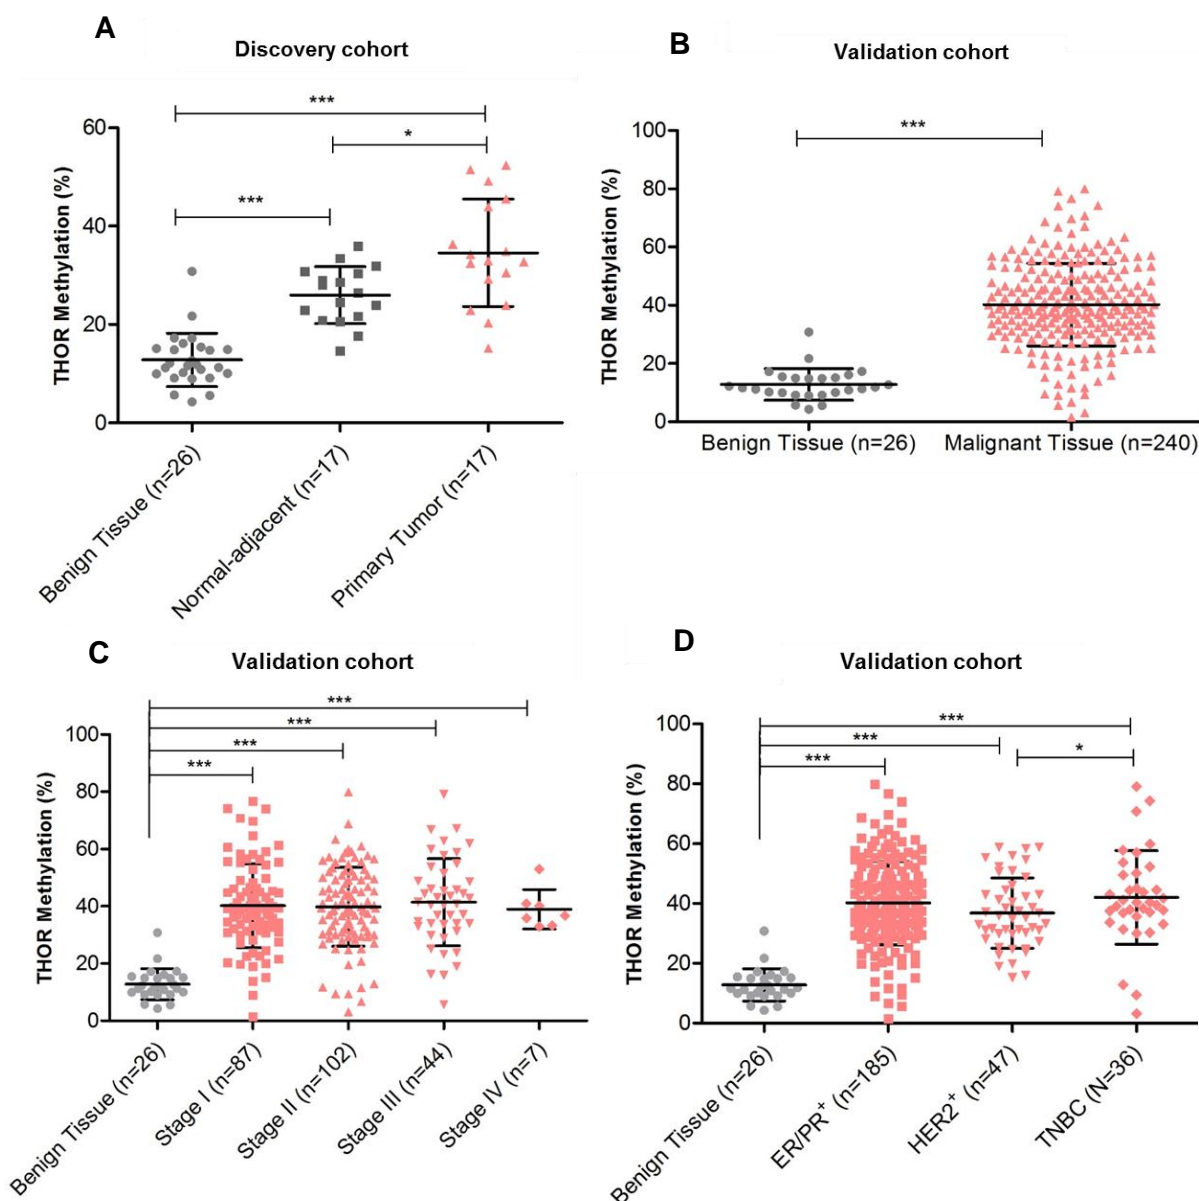 A
Discovery cohort
THOR Methylation (%)
60
40
20
0
***
*
***
Benign Tissue (n=26)
Normal-adjacent (n=17)
Primary Tumor (n=17)
B
Validation cohort
THOR Methylation (%)
100
80
60
40
20
0
***
Benign Tissue (n=26)
Malignant Tissue (n=240)
C
Validation cohort
THOR Methylation (%)
100
80
60
40
20
0
***
***
***
***
Benign Tissue (n=26)
Stage I (n=87)
Stage II (n=102)
Stage III (n=44)
Stage IV (n=7)
D
Validation cohort
THOR Methylation (%)
100
80
60
40
20
0
***
***
***
*
Benign Tissue (n=26)
ER/PR⁺ (n=185)
HER2⁺ (n=47)
TNBC (N=36)